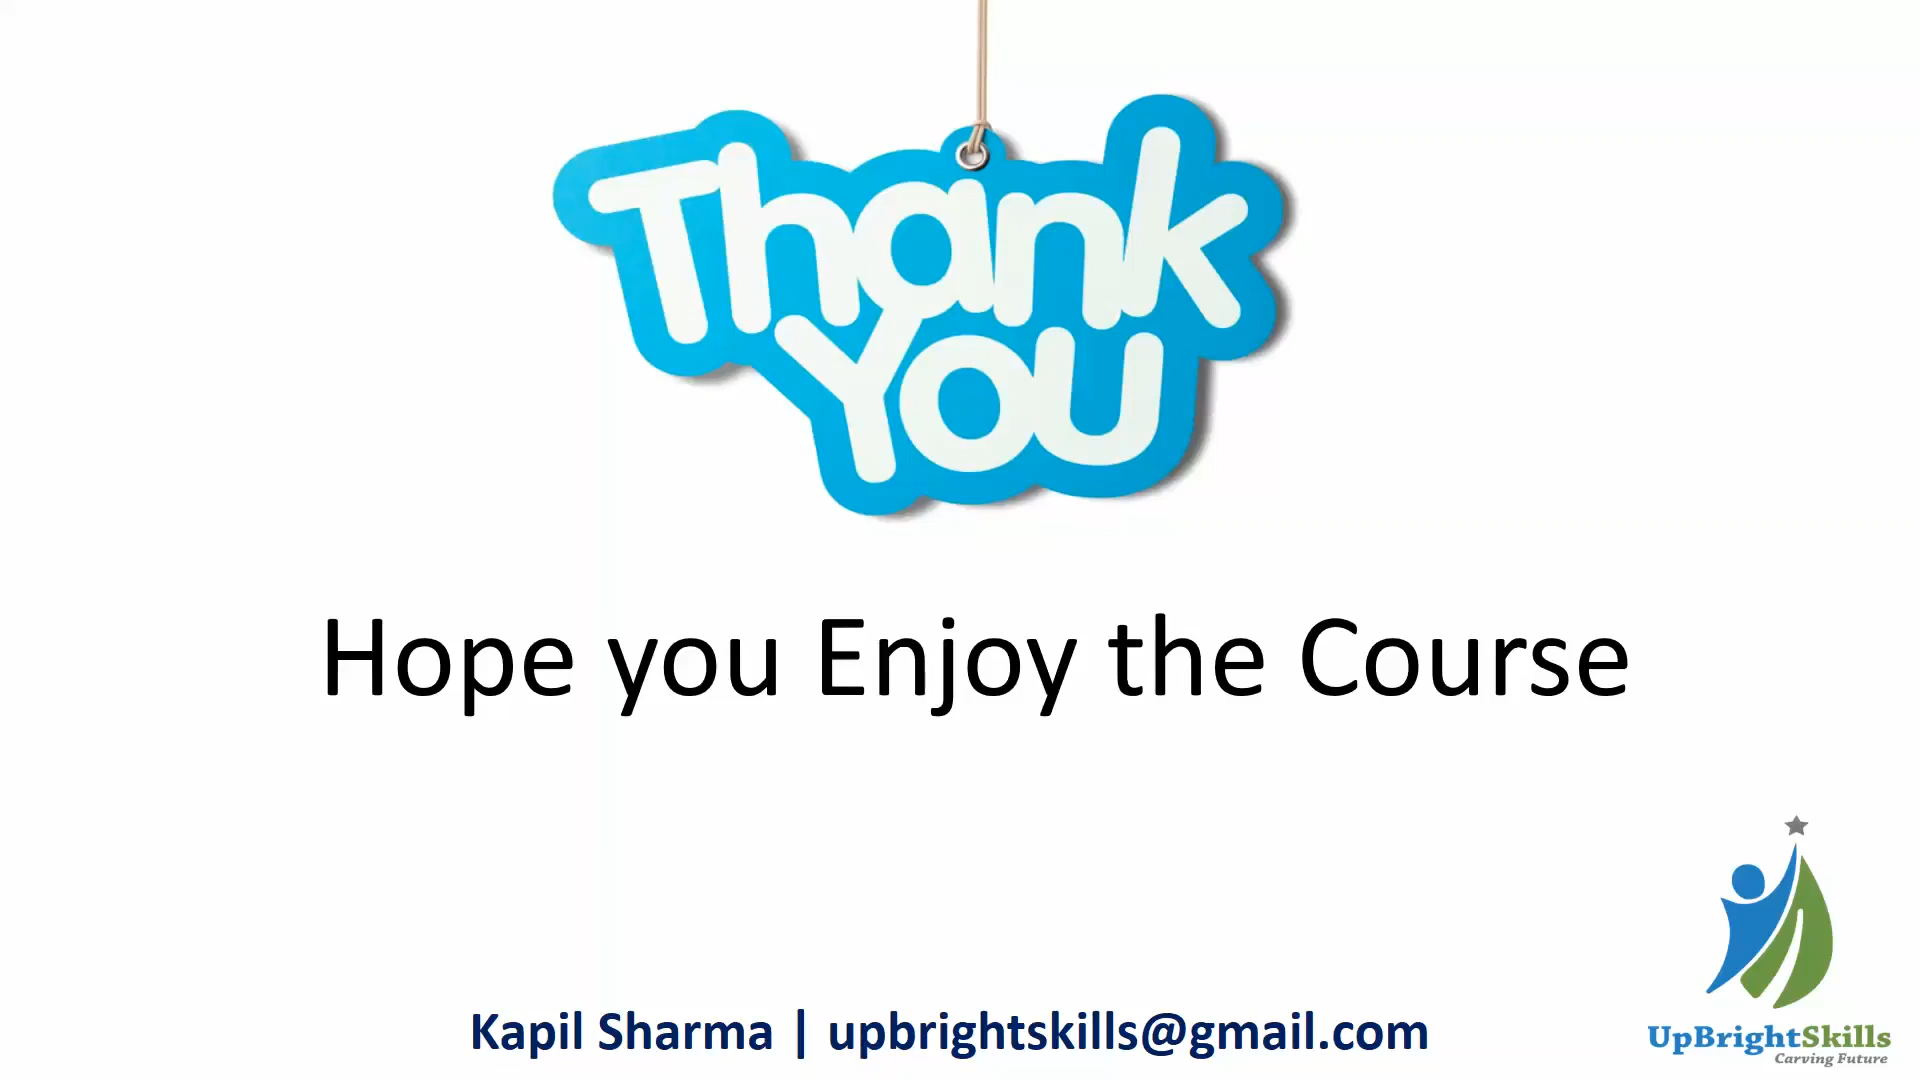 Thank
You
Hope you Enjoy the Course
Kapil Sharma | upbrightskills@gmail.com
UpBrightSkills
Carving Future